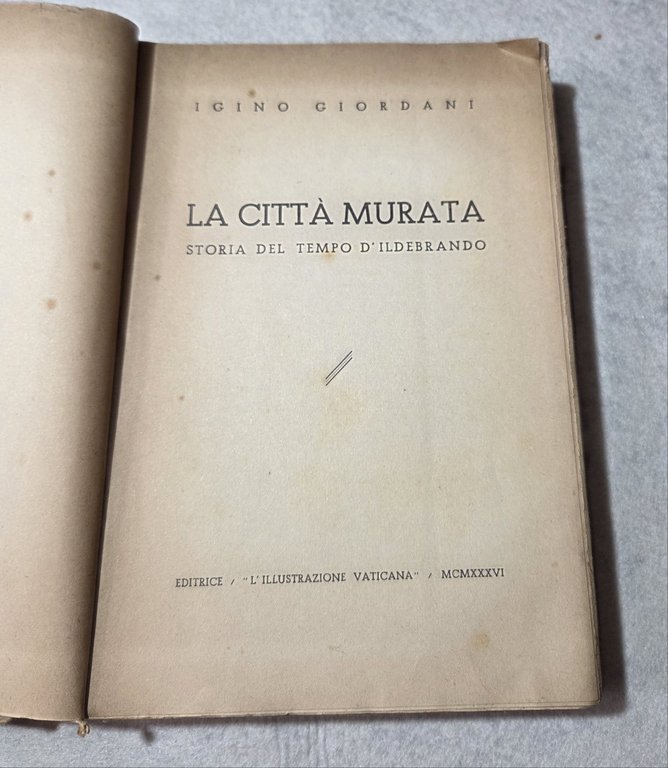 IGINO GIORDANI
LA CITTÀ MURATA
STORIA DEL TEMPO D'ILDEBRANDO
EDITRICE / "L'ILLUSTRAZIONE VATICANA" / MCMXXXVI